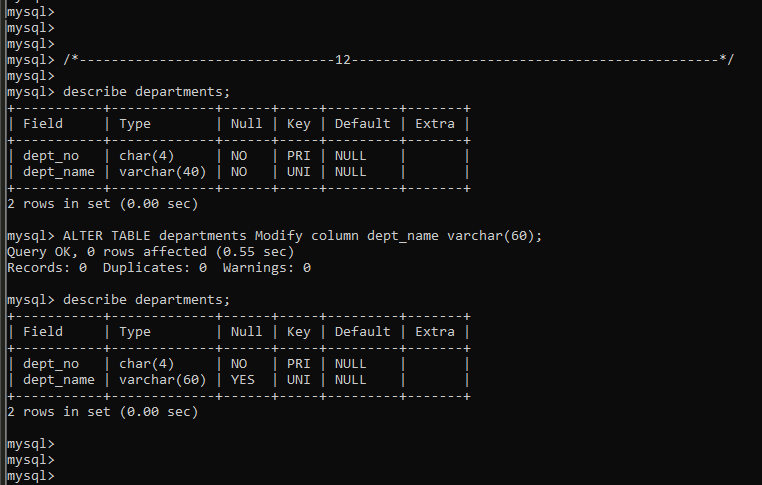 mysql>
mysql>
mysql>
mysql> /*--------------------------------12----------------------------------------------*/
mysql>
mysql> describe departments;
+-----------+-------------+------+-----+---------+-------+
| Field     | Type        | Null | Key | Default | Extra |
+-----------+-------------+------+-----+---------+-------+
| dept_no   | char(4)     | NO   | PRI | NULL    |       |
| dept_name | varchar(40) | NO   | UNI | NULL    |       |
+-----------+-------------+------+-----+---------+-------+
2 rows in set (0.00 sec)
mysql> ALTER TABLE departments Modify column dept_name varchar(60);
Query OK, 0 rows affected (0.55 sec)
Records: 0  Duplicates: 0  Warnings: 0
mysql> describe departments;
+-----------+-------------+------+-----+---------+-------+
| Field     | Type        | Null | Key | Default | Extra |
+-----------+-------------+------+-----+---------+-------+
| dept_no   | char(4)     | NO   | PRI | NULL    |       |
| dept_name | varchar(60) | YES  | UNI | NULL    |       |
+-----------+-------------+------+-----+---------+-------+
2 rows in set (0.00 sec)
mysql>
mysql>
mysql>